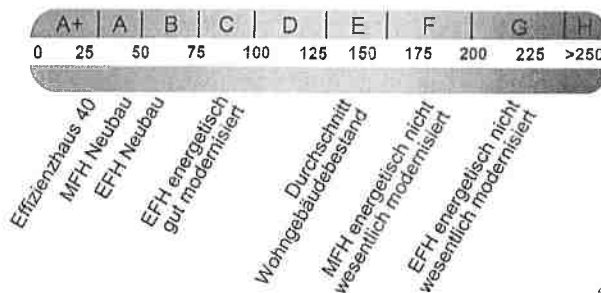 A+ A B C D E F G H
0 25 50 75 100 125 150 175 200 225 >250
Effizienzhaus 40
MFH Neubau
EFH Neubau
EFH energetisch
gut modernisiert
Durchschnitt
Wohngebäudebestand
MFH energetisch nicht
wesentlich modernisiert
EFH energetisch nicht
wesentlich modernisiert